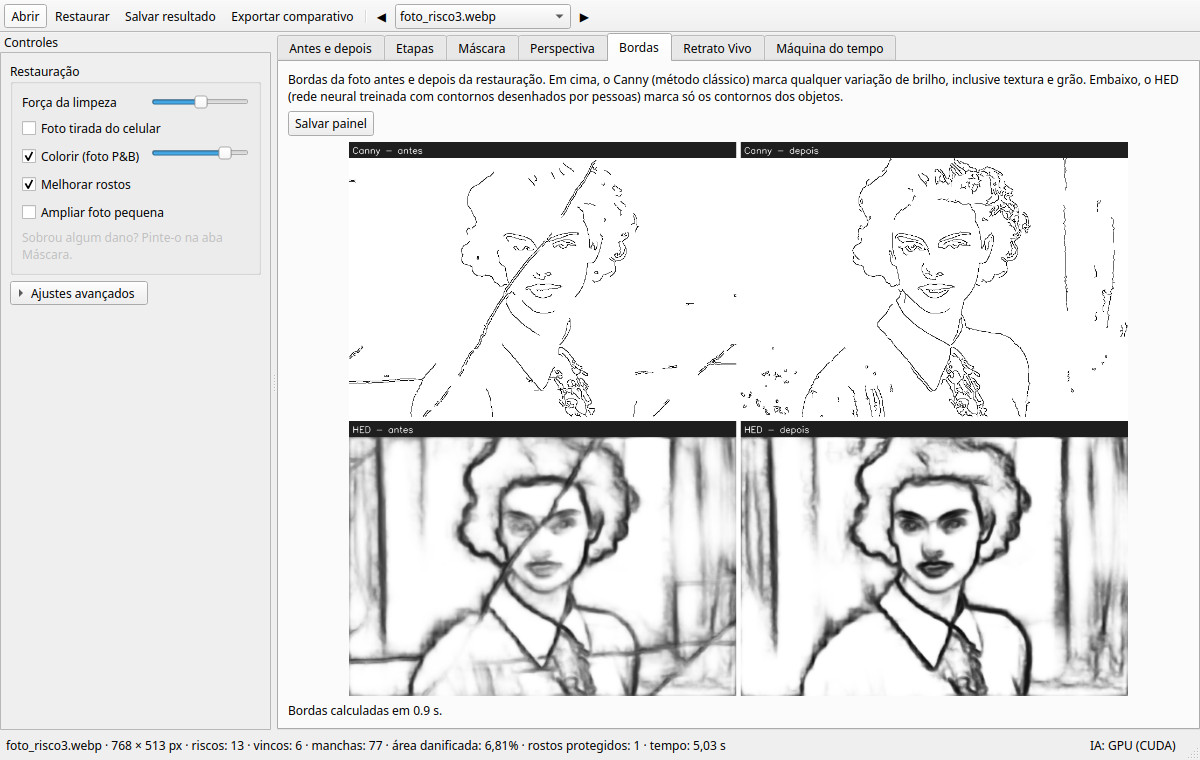 Abrir Restaurar Salvar resultado Exportar comparativo foto_risco3.webp
Controles
Restauração
Força da limpeza
Foto tirada do celular
Colorir (foto P&B)
Melhorar rostos
Ampliar foto pequena
Sobrou algum dano? Pinte-o na aba
Máscara.
Ajustes avançados
Antes e depois Etapas Máscara Perspectiva Bordas Retrato Vivo Máquina do tempo
Bordas da foto antes e depois da restauração. Em cima, o Canny (método clássico) marca qualquer variação de brilho, inclusive textura e grão. Embaixo, o HED
(rede neural treinada com contornos desenhados por pessoas) marca só os contornos dos objetos.
Salvar painel
Canny — antes Canny — depois
HED — antes HED — depois
Bordas calculadas em 0.9 s.
foto_risco3.webp · 768 × 513 px · riscos: 13 · vincos: 6 · manchas: 77 · área danificada: 6,81% · rostos protegidos: 1 · tempo: 5,03 s IA: GPU (CUDA)